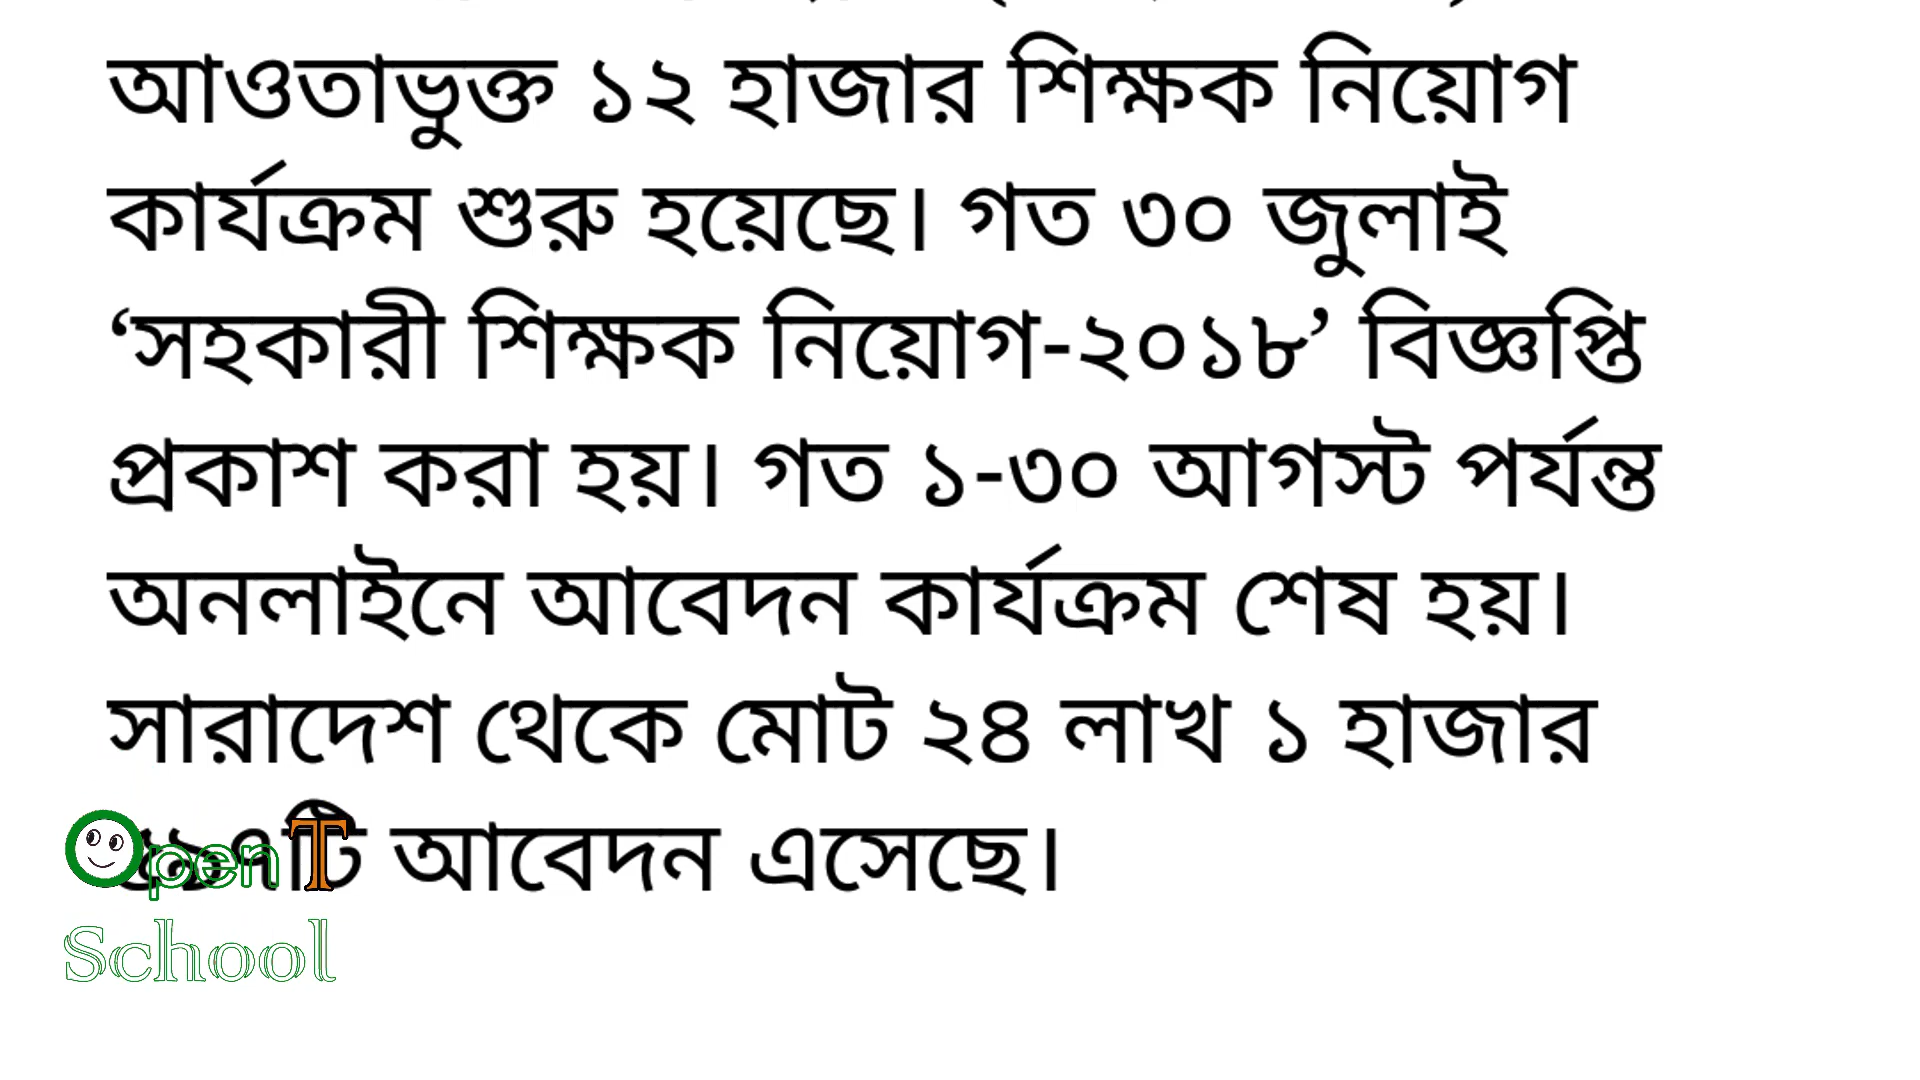 আওতাভুক্ত ১২ হাজার শিক্ষক নিয়োগ
কার্যক্রম শুরু হয়েছে। গত ৩০ জুলাই
‘সহকারী শিক্ষক নিয়োগ-২০১৮’ বিজ্ঞপ্তি
প্রকাশ করা হয়। গত ১-৩০ আগস্ট পর্যন্ত
অনলাইনে আবেদন কার্যক্রম শেষ হয়।
সারাদেশ থেকে মোট ২৪ লাখ ১ হাজার
আবেদন এসেছে।
Open T
School